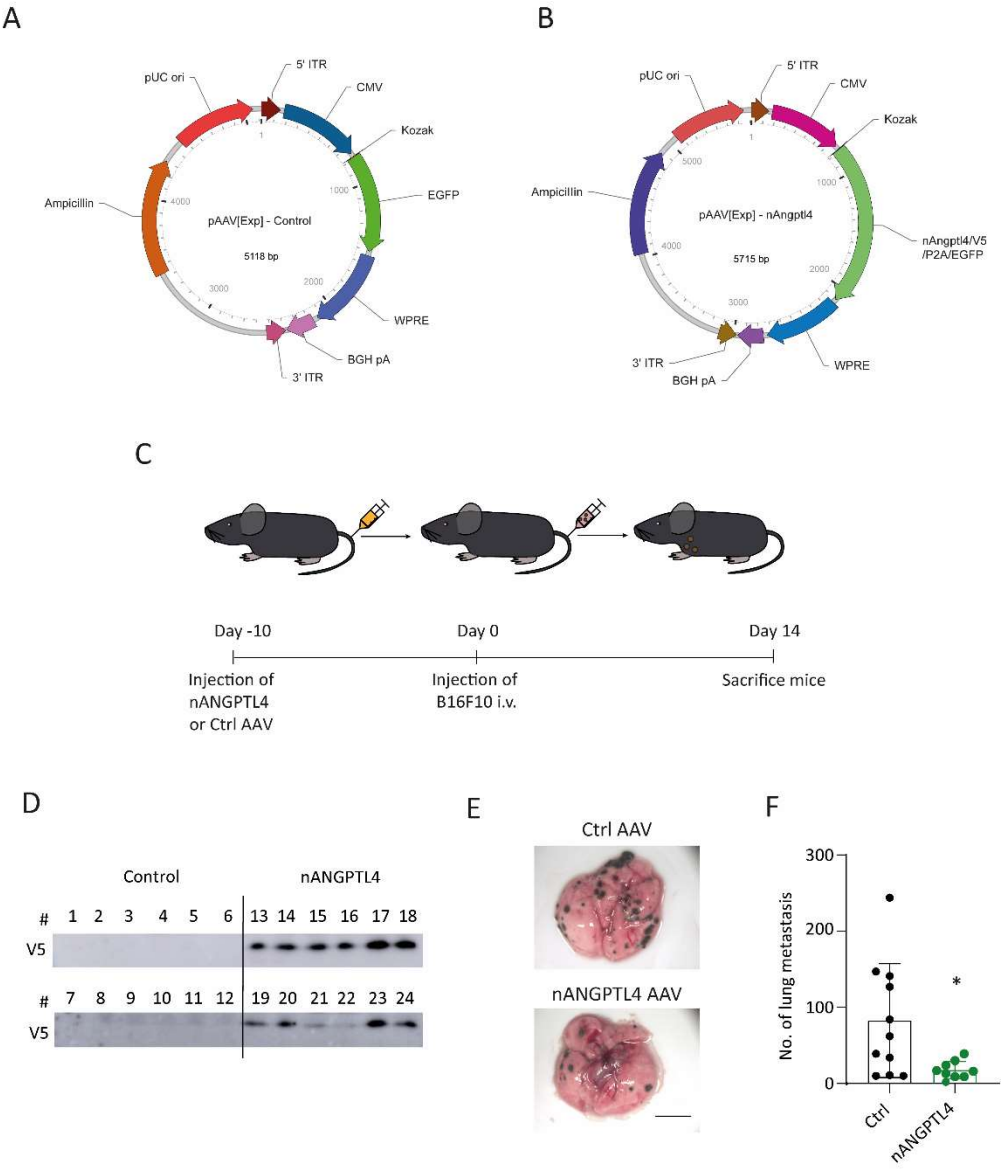 A
B
5' ITR
pUC ori
CMV
Kozak
EGFP
WPRE
BGH pA
3' ITR
Ampicillin
1
1000
2000
3000
4000
pAAV[Exp] - Control
5118 bp
5' ITR
pUC ori
CMV
Kozak
nAngptl4/V5
/P2A/EGFP
WPRE
BGH pA
3' ITR
Ampicillin
1
1000
2000
3000
4000
5000
pAAV[Exp] - nAngptl4
5715 bp
C
Day -10
Day 0
Day 14
Injection of
nANGPTL4
or Ctrl AAV
Injection of
B16F10 i.v.
Sacrifice mice
D
Control
nANGPTL4
# 1 2 3 4 5 6 13 14 15 16 17 18
V5
# 7 8 9 10 11 12 19 20 21 22 23 24
V5
E
Ctrl AAV
nANGPTL4 AAV
F
No. of lung metastasis
300
200
100
0
*
Ctrl
nANGPTL4